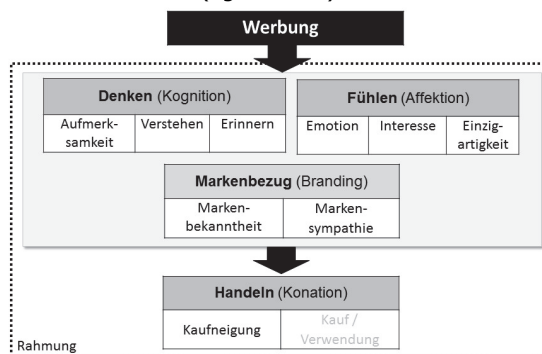 Werbung
Denken (Kognition)
Aufmerk-
samkeit
Verstehen
Erinnern
Fühlen (Affektion)
Emotion
Interesse
Einzig-
artigkeit
Markenbezug (Branding)
Marken-
bekanntheit
Marken-
sympathie
Handeln (Konation)
Kaufneigung
Kauf /
Verwendung
Rahmung